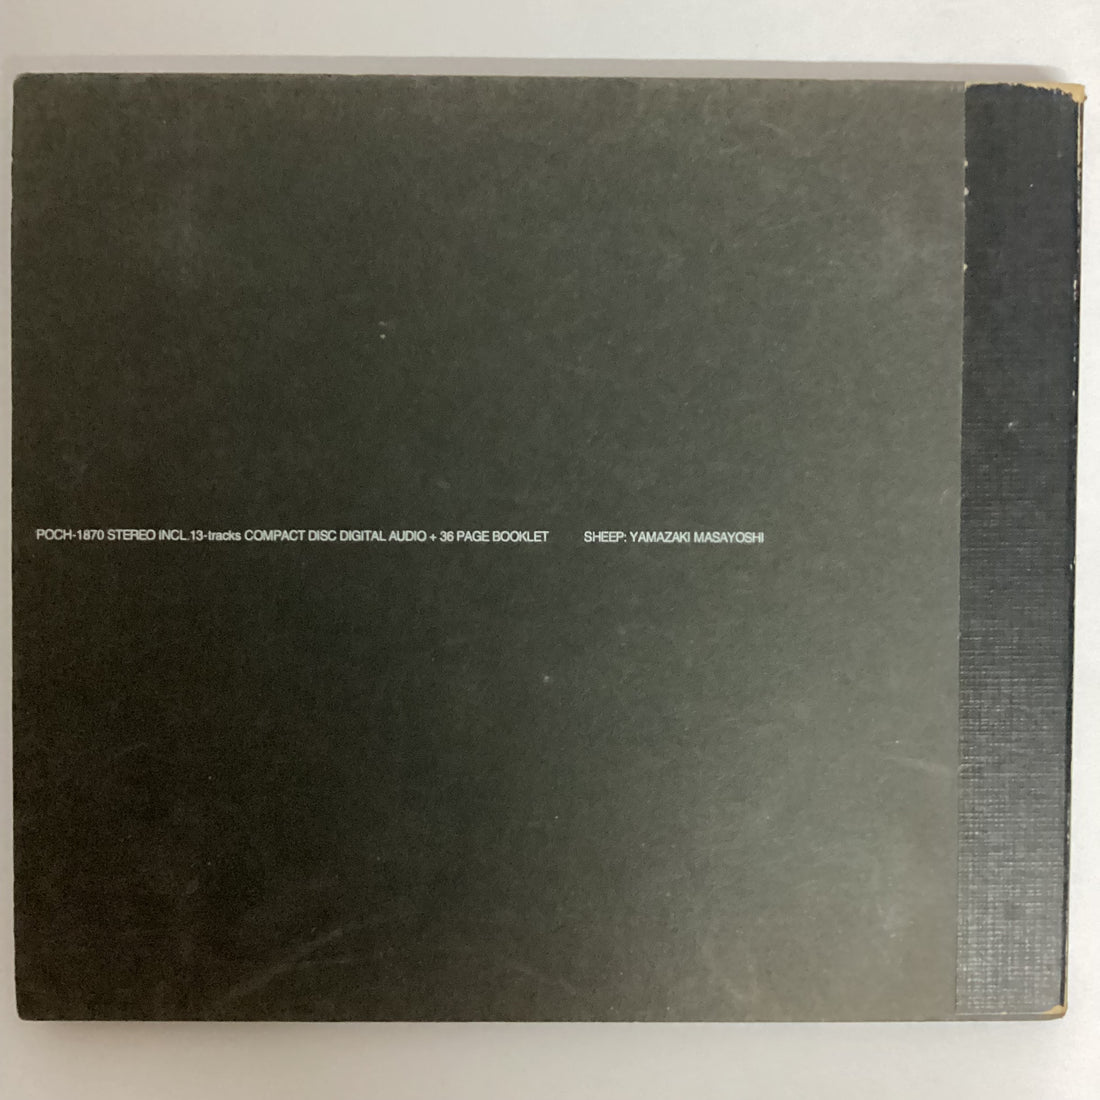 POCH-1870 STEREO INCL.13-tracks COMPACT DISC DIGITAL AUDIO + 36 PAGE BOOKLET SHEEP: YAMAZAKI MASAYOSHI